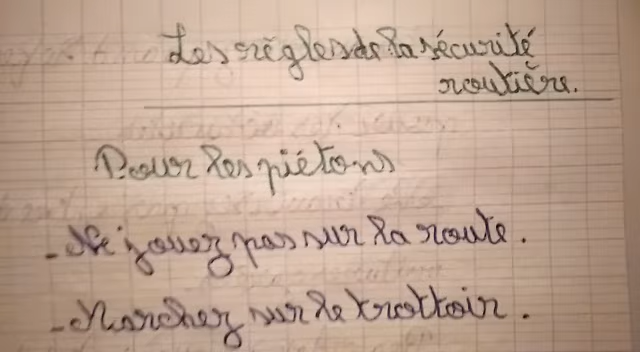 Les règles de la sécurité
routière.
Pour les piétons
- Ne jouez pas sur la route.
- Marchez sur le trottoir.